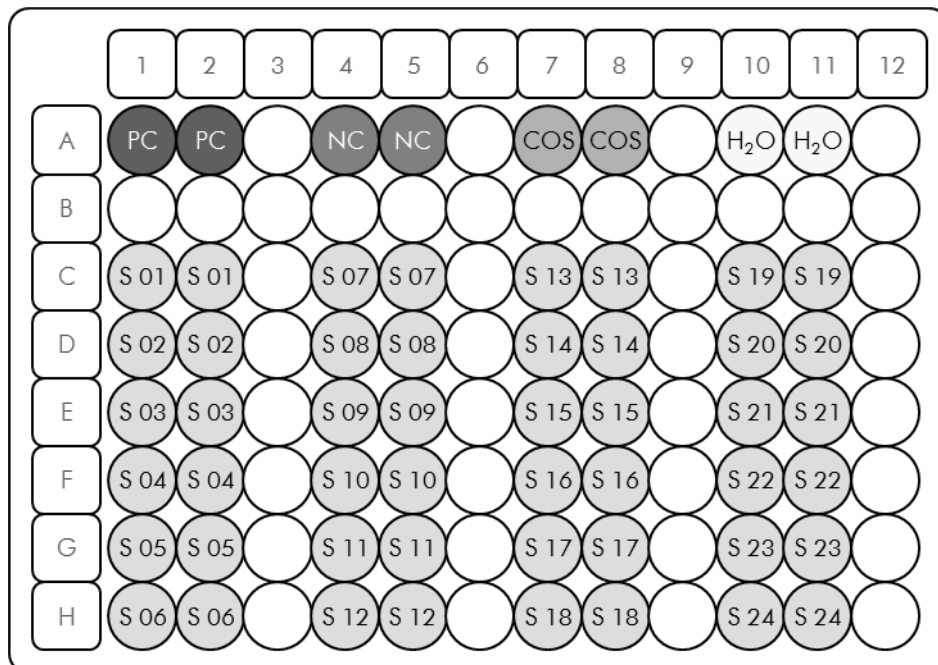 1 2 3 4 5 6 7 8 9 10 11 12
A PC PC NC NC COS COS H₂O H₂O
B
C S 01 S 01 S 07 S 07 S 13 S 13 S 19 S 19
D S 02 S 02 S 08 S 08 S 14 S 14 S 20 S 20
E S 03 S 03 S 09 S 09 S 15 S 15 S 21 S 21
F S 04 S 04 S 10 S 10 S 16 S 16 S 22 S 22
G S 05 S 05 S 11 S 11 S 17 S 17 S 23 S 23
H S 06 S 06 S 12 S 12 S 18 S 18 S 24 S 24